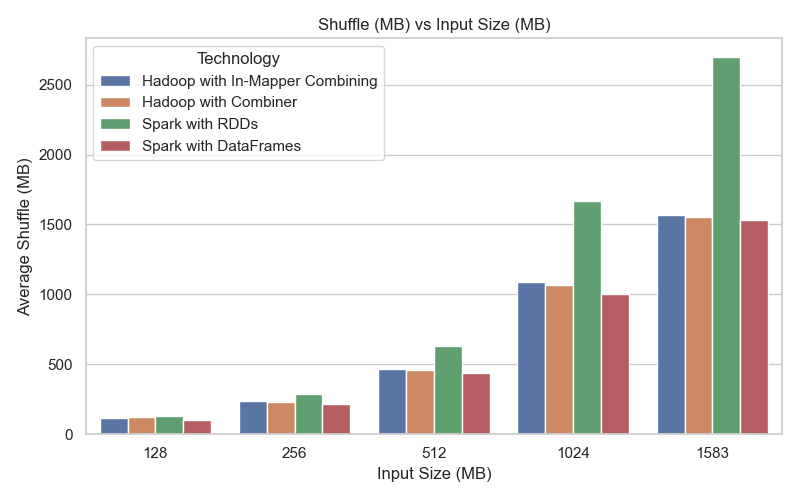 Shuffle (MB) vs Input Size (MB)
Technology
Hadoop with In-Mapper Combining
Hadoop with Combiner
Spark with RDDs
Spark with DataFrames
Average Shuffle (MB)
2500
2000
1500
1000
500
0
128 256 512 1024 1583
Input Size (MB)